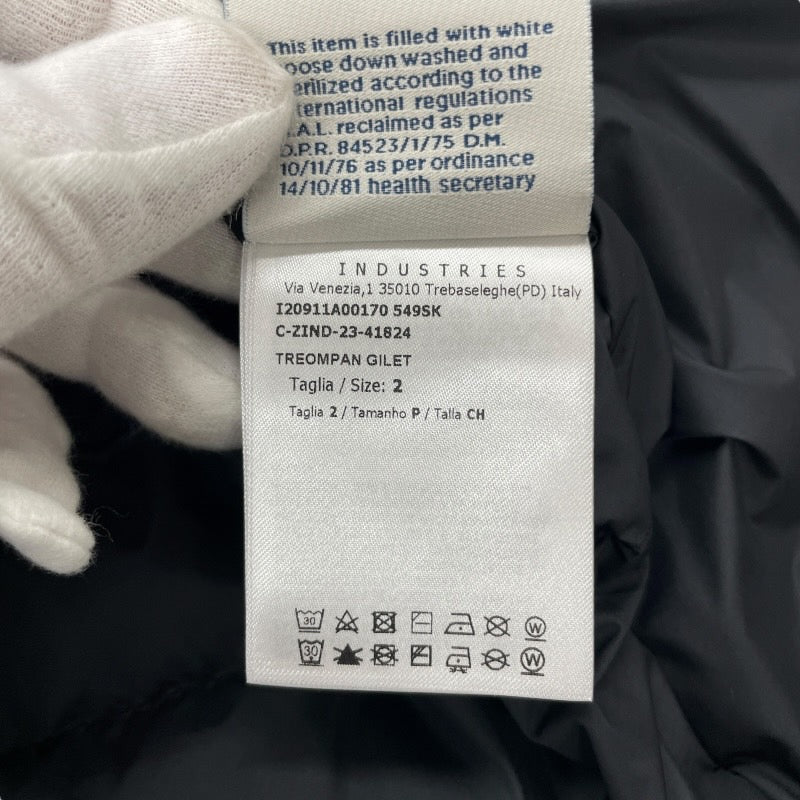 This item is filled with white
oose down washed and
erilized according to the
ternational regulations
.A.L. reclaimed as per
D.P.R. 84523/1/75 D.M.
10/11/76 as per ordinance
14/10/81 health secretary
INDUSTRIES
Via Venezia,1 35010 Trebaseleghe(PD) Italy
I20911A00170 549SK
C-ZIND-23-41824
TREOMPAN GILET
Taglia / Size: 2
Taglia 2 / Tamanho P / Talla CH
30 W
30 W